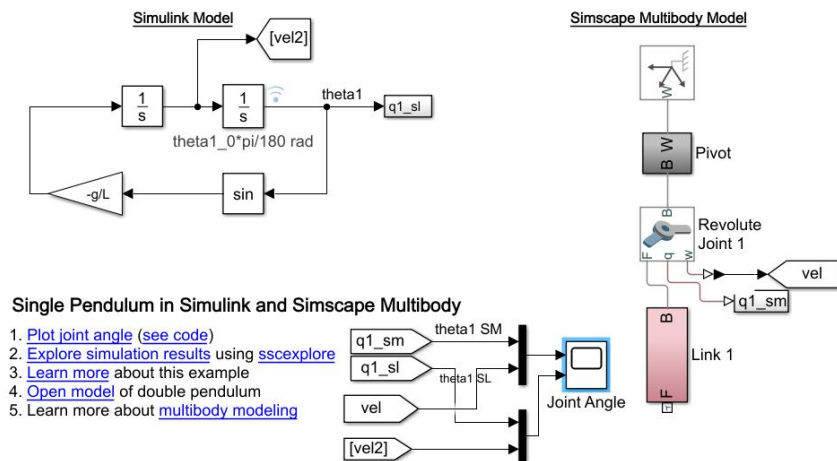 Simulink Model
[vel2]
1
s
1
s
theta1
q1_sl
theta1_0*pi/180 rad
-g/L
sin
Simscape Multibody Model
W
B W
Pivot
B
Revolute
Joint 1
F q w
vel
q1_sm
B
Link 1
F
Single Pendulum in Simulink and Simscape Multibody
1. Plot joint angle (see code)
2. Explore simulation results using sscexplore
3. Learn more about this example
4. Open model of double pendulum
5. Learn more about multibody modeling
q1_sm
theta1 SM
q1_sl
theta1 SL
vel
[vel2]
Joint Angle